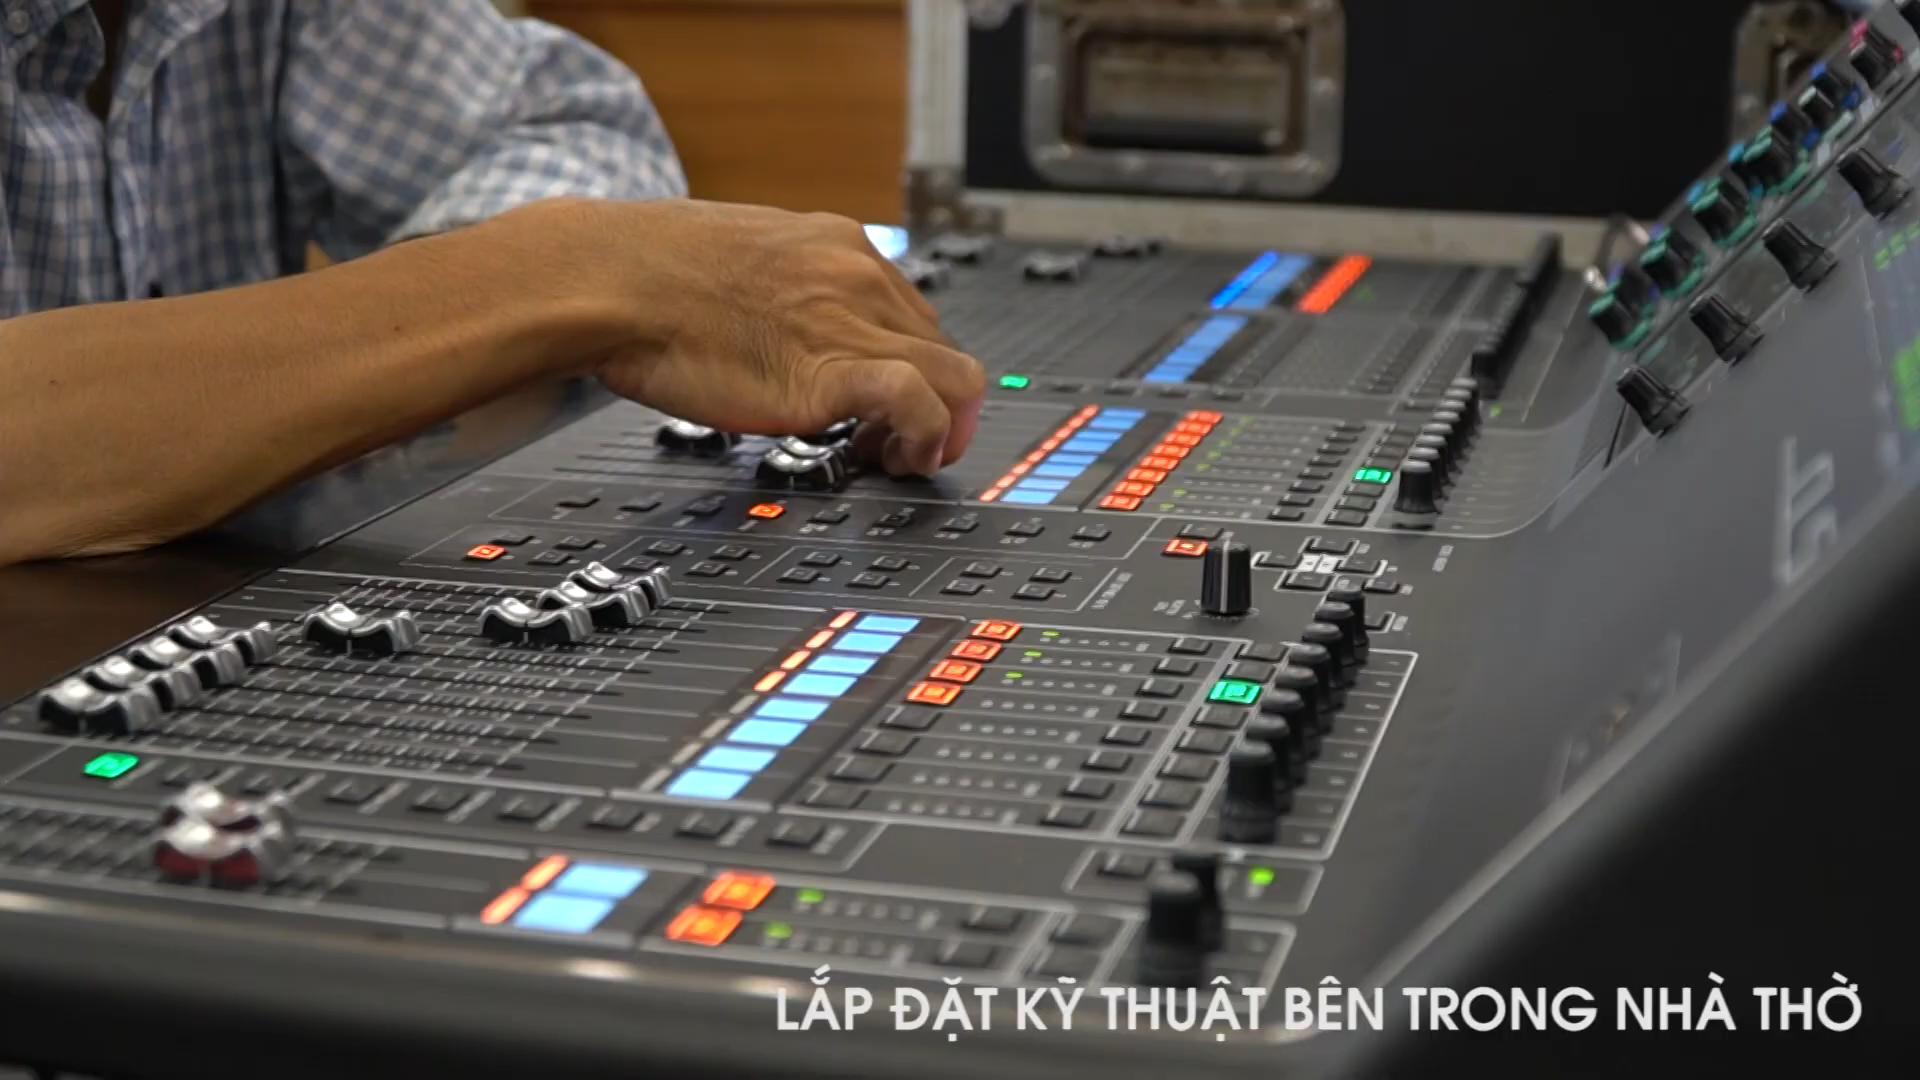 LẮP ĐẶT KỸ THUẬT BÊN TRONG NHÀ THỜ